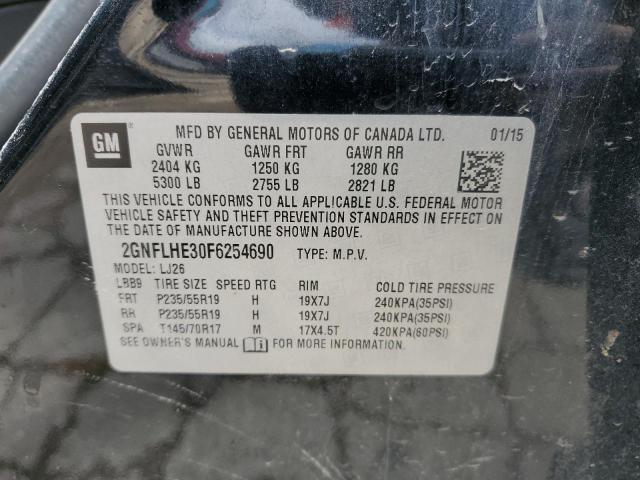 GM ® MFD BY GENERAL MOTORS OF CANADA LTD. 01/15
GVWR GAWR FRT GAWR RR
2404 KG 1250 KG 1280 KG
5300 LB 2755 LB 2821 LB
THIS VEHICLE CONFORMS TO ALL APPLICABLE U.S. FEDERAL MOTOR
VEHICLE SAFETY AND THEFT PREVENTION STANDARDS IN EFFECT ON
THE DATE OF MANUFACTURE SHOWN ABOVE.
2GNFLHE30F6254690 TYPE: M.P.V.
MODEL: LJ26
LBB9 TIRE SIZE SPEED RTG RIM COLD TIRE PRESSURE
FRT P235/55R19 H 19X7J 240KPA(35PSI)
RR P235/55R19 H 19X7J 240KPA(35PSI)
SPA T145/70R17 M 17X4.5T 420KPA(60PSI)
SEE OWNER'S MANUAL i FOR MORE INFORMATION.